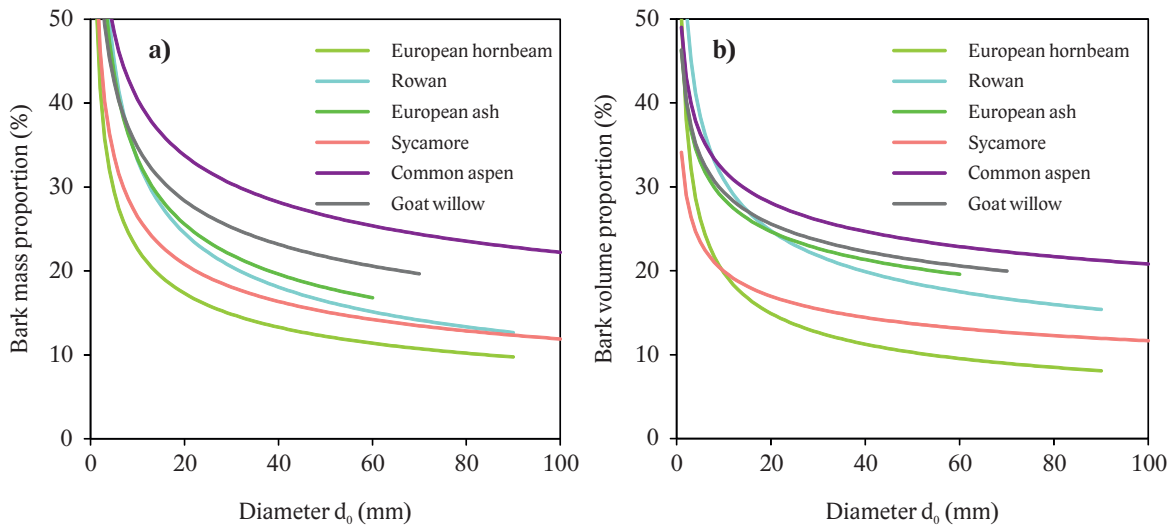 a)
50
40
30
20
10
0
Bark mass proportion (%)
European hornbeam
Rowan
European ash
Sycamore
Common aspen
Goat willow
0 20 40 60 80 100
Diameter d₀ (mm)
b)
50
40
30
20
10
0
Bark volume proportion (%)
European hornbeam
Rowan
European ash
Sycamore
Common aspen
Goat willow
0 20 40 60 80 100
Diameter d₀ (mm)